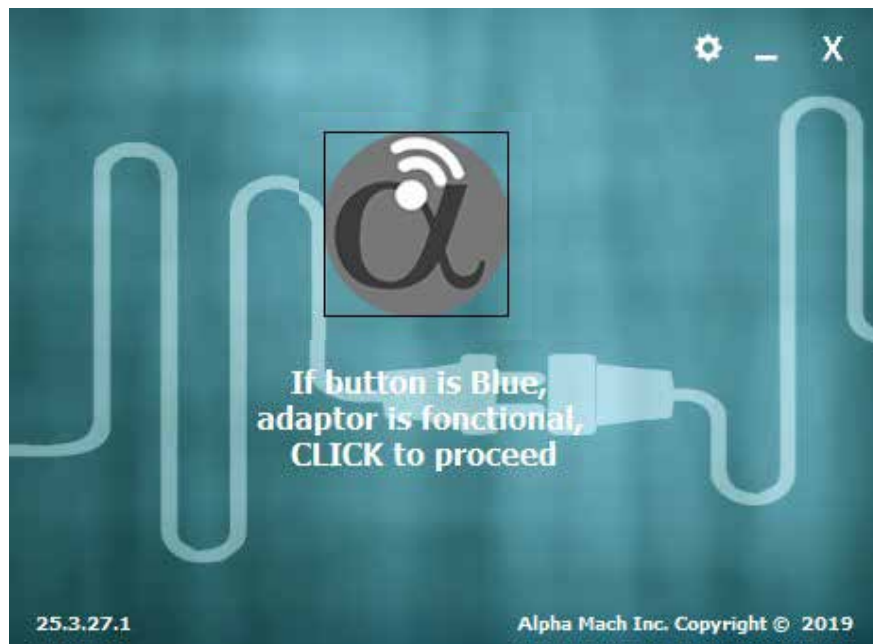 X
α
If button is Blue,
adaptor is fonctional,
CLICK to proceed
25.3.27.1
Alpha Mach Inc. Copyright © 2019